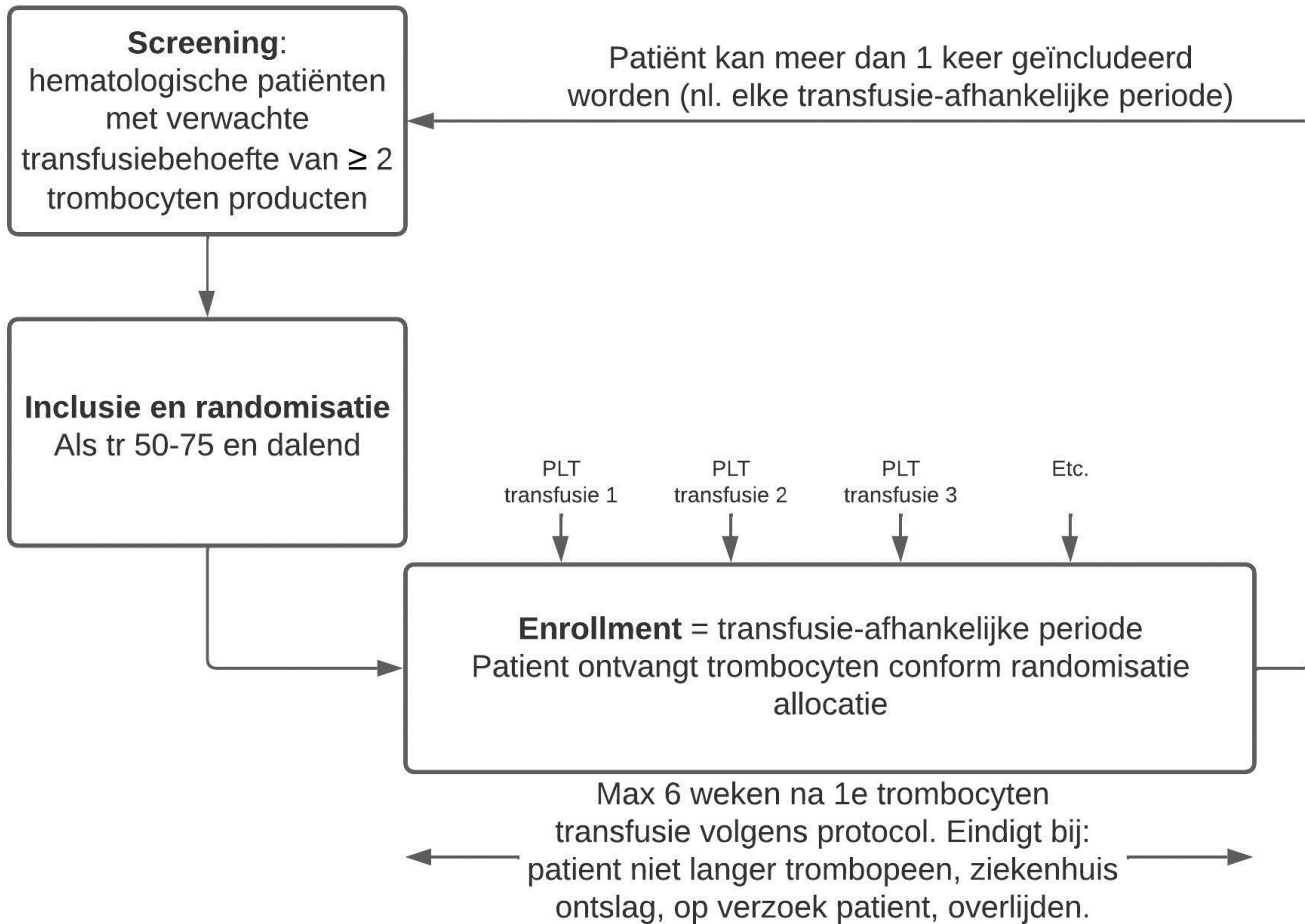 Screening:
hematologische patiënten
met verwachte
transfusiebehoefte van ≥ 2
trombocyten producten
Patiënt kan meer dan 1 keer geïncludeerd
worden (nl. elke transfusie-afhankelijke periode)
Inclusie en randomisatie
Als tr 50-75 en dalend
PLT
transfusie 1
PLT
transfusie 2
PLT
transfusie 3
Etc.
Enrollment = transfusie-afhankelijke periode
Patient ontvangt trombocyten conform randomisatie
allocatie
Max 6 weken na 1e trombocyten
transfusie volgens protocol. Eindigt bij:
patient niet langer trombopeen, ziekenhuis
ontslag, op verzoek patient, overlijden.